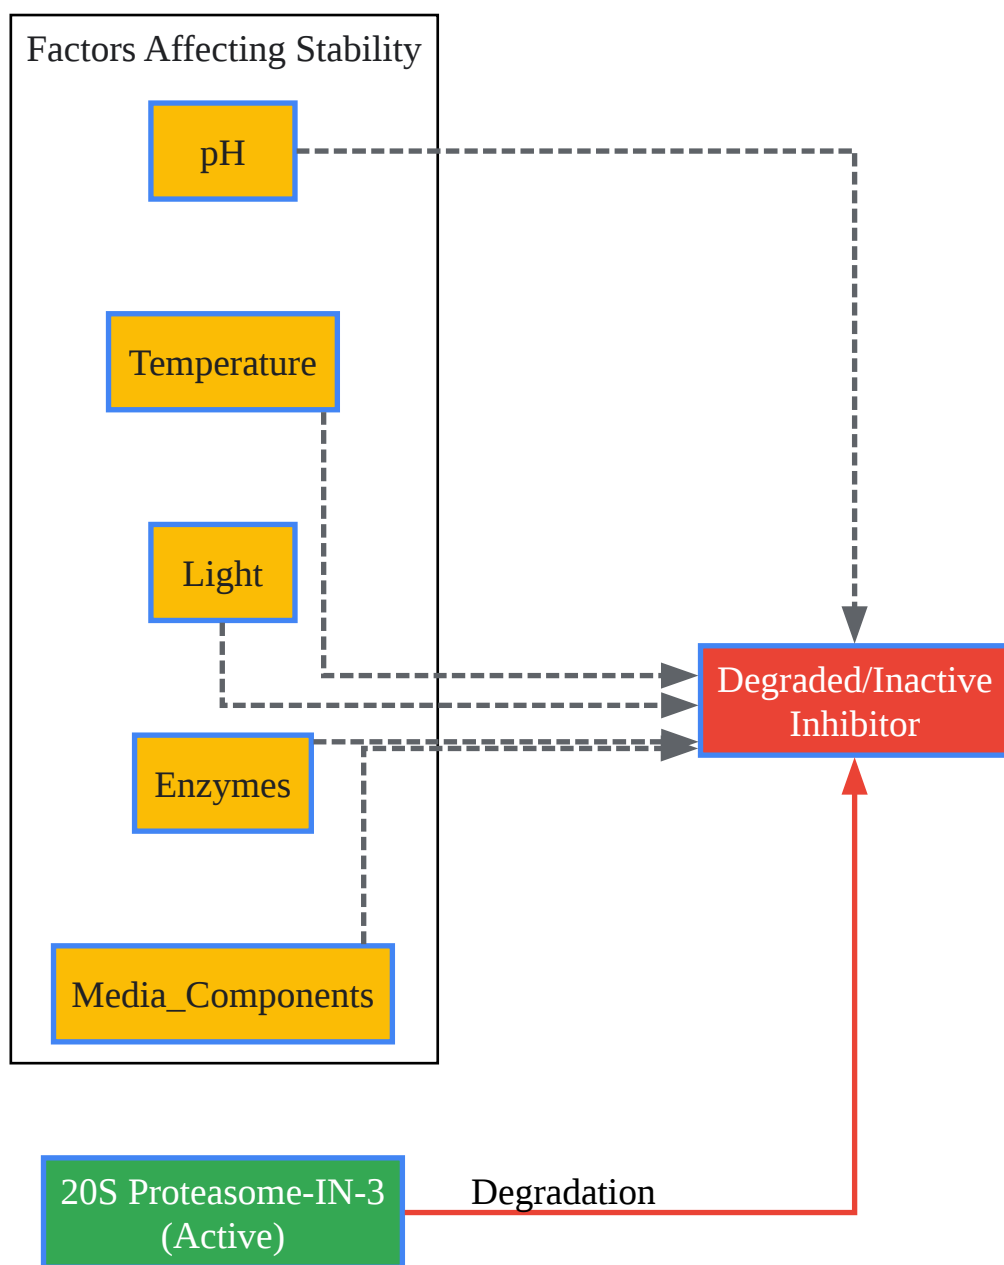 Factors Affecting Stability
pH
Temperature
Light
Degraded/Inactive
Inhibitor
Enzymes
Media_Components
20S Proteasome-IN-3
(Active)
Degradation